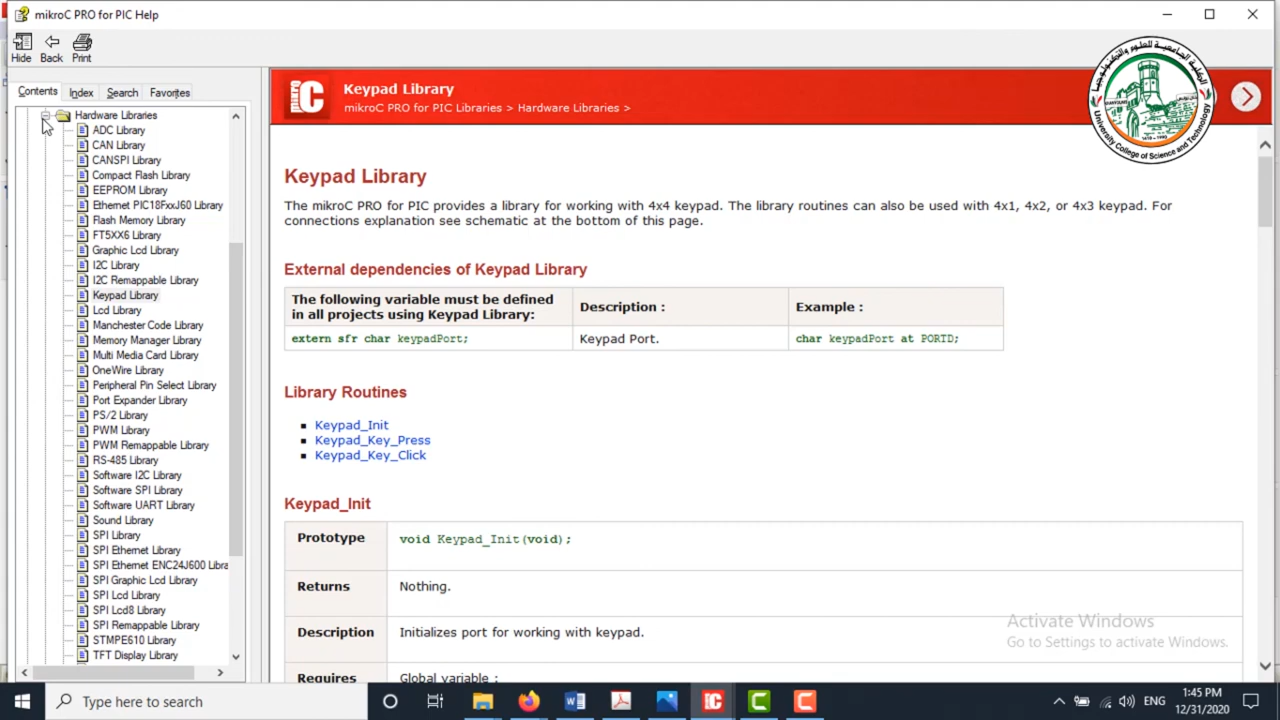 mikroC PRO for PIC Help
Hide Back Print
Contents Index Search Favorites
Hardware Libraries
ADC Library
CAN Library
CANSPI Library
Compact Flash Library
EEPROM Library
Ethernet PIC18FxxJ60 Library
Flash Memory Library
FT5XX6 Library
Graphic Lcd Library
I2C Library
I2C Remappable Library
Keypad Library
Lcd Library
Manchester Code Library
Memory Manager Library
Multi Media Card Library
OneWire Library
Peripheral Pin Select Library
Port Expander Library
PS/2 Library
PWM Library
PWM Remappable Library
RS-485 Library
Software I2C Library
Software SPI Library
Software UART Library
Sound Library
SPI Library
SPI Ethernet Library
SPI Ethernet ENC24J600 Libra
SPI Graphic Lcd Library
SPI Lcd Library
SPI Lcd8 Library
SPI Remappable Library
STMPE610 Library
TFT Display Library
mikro
Keypad Library
mikroC PRO for PIC Libraries > Hardware Libraries >
University College of Science and Technology
Keypad Library
The mikroC PRO for PIC provides a library for working with 4x4 keypad. The library routines can also be used with 4x1, 4x2, or 4x3 keypad. For
connections explanation see schematic at the bottom of this page.
External dependencies of Keypad Library
The following variable must be defined
in all projects using Keypad Library:
Description :
Example :
extern sfr char keypadPort;
Keypad Port.
char keypadPort at PORTD;
Library Routines
Keypad_Init
Keypad_Key_Press
Keypad_Key_Click
Keypad_Init
Prototype
void Keypad_Init(void);
Returns
Nothing.
Description
Initializes port for working with keypad.
Requires
Global variable :
Activate Windows
Go to Settings to activate Windows.
Type here to search
ENG
1:45 PM
12/31/2020